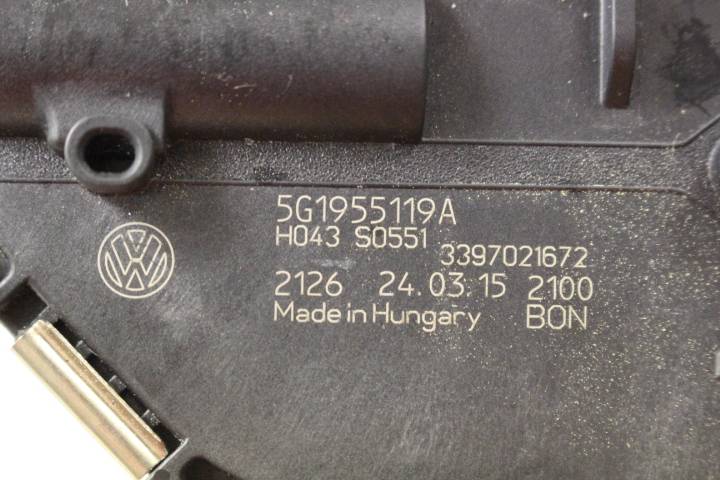 5G1955119A
H043 S0551
3397021672
2126 24.03.15 2100
Made in Hungary BON